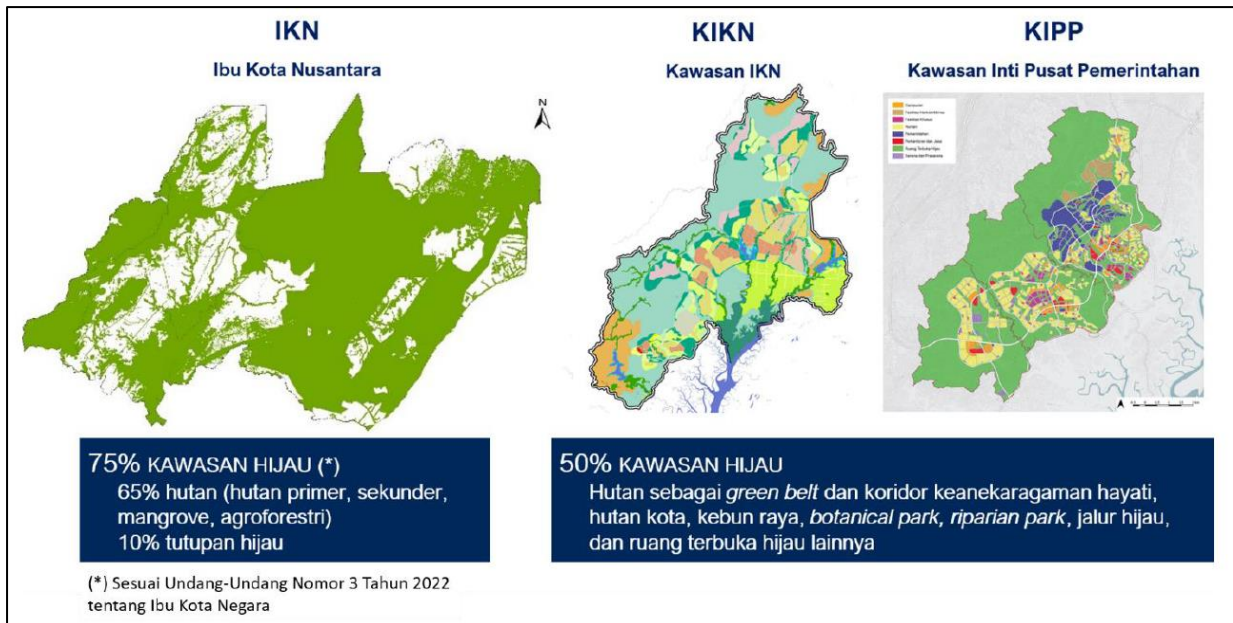 IKN
Ibu Kota Nusantara
N
KIKN
Kawasan IKN
KIPP
Kawasan Inti Pusat Pemerintahan
Ruang Terbuka Hijau
75% KAWASAN HIJAU (*)
65% hutan (hutan primer, sekunder,
mangrove, agroforestri)
10% tutupan hijau
(*) Sesuai Undang-Undang Nomor 3 Tahun 2022
tentang Ibu Kota Negara
50% KAWASAN HIJAU
Hutan sebagai green belt dan koridor keanekaragaman hayati,
hutan kota, kebun raya, botanical park, riparian park, jalur hijau,
dan ruang terbuka hijau lainnya